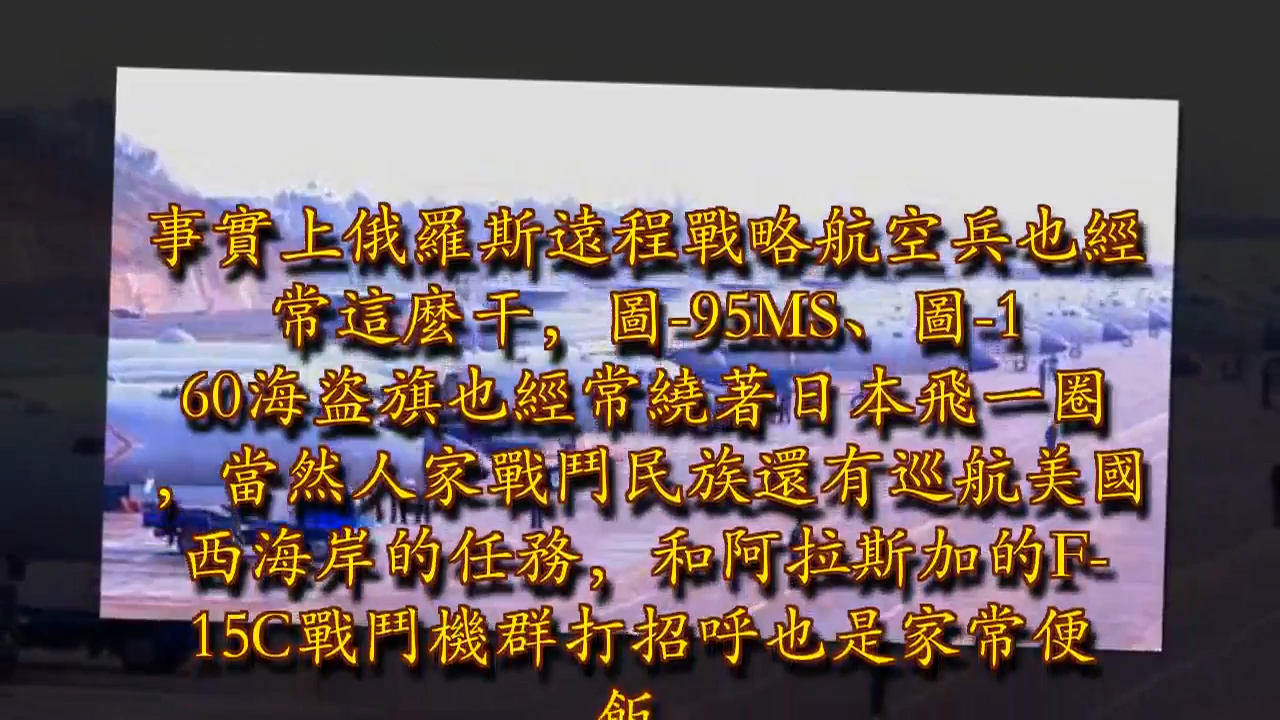 事實上俄羅斯遠程戰略航空兵也經
常這麼干，圖-95MS、圖-1
60海盜旗也經常繞著日本飛一圈
，當然人家戰鬥民族還有巡航美國
西海岸的任務，和阿拉斯加的F-
15C戰鬥機群打招呼也是家常便
飯